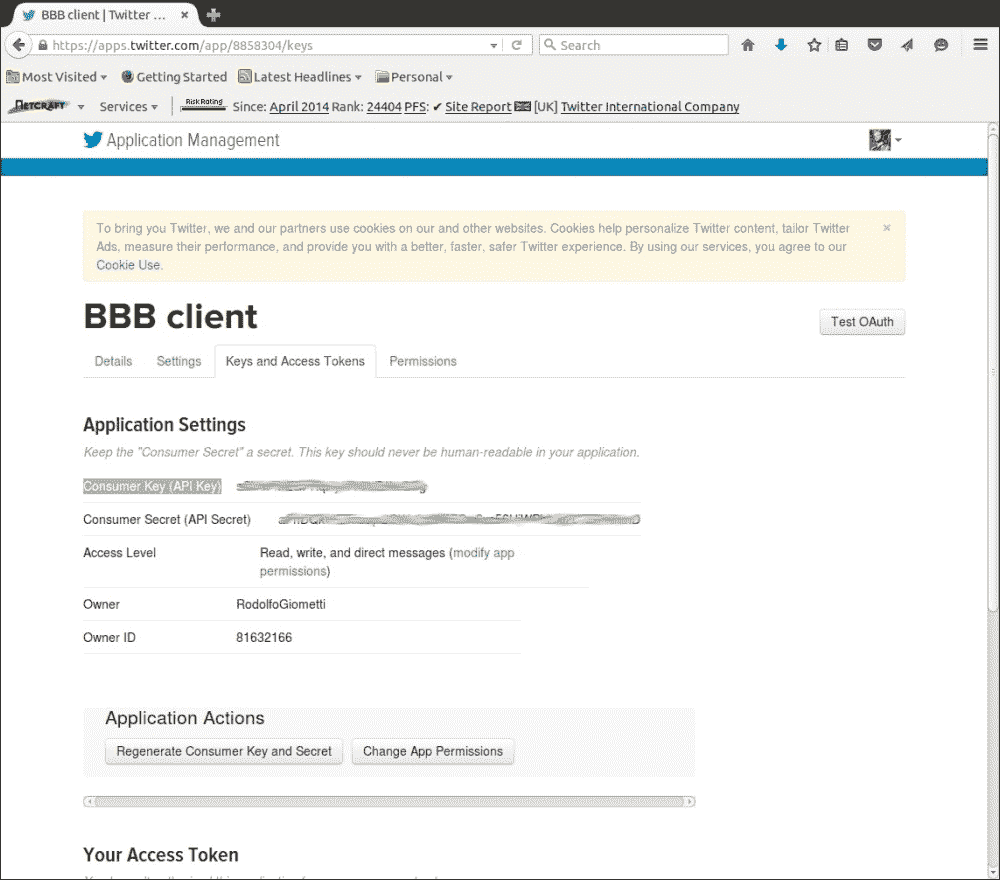 BBB client | Twitter ...
https://apps.twitter.com/app/8858304/keys
Search
Most Visited Getting Started Latest Headlines Personal
NETCRAFT Services Risk Rating Since: April 2014 Rank: 24404 PFS: ✔ Site Report [UK] Twitter International Company
Application Management
To bring you Twitter, we and our partners use cookies on our and other websites. Cookies help personalize Twitter content, tailor Twitter
Ads, measure their performance, and provide you with a better, faster, safer Twitter experience. By using our services, you agree to our
Cookie Use.
×
BBB client
Test OAuth
Details Settings Keys and Access Tokens Permissions
Application Settings
Keep the "Consumer Secret" a secret. This key should never be human-readable in your application.
Consumer Key (API Key)
Consumer Secret (API Secret)
Access Level Read, write, and direct messages (modify app
permissions)
Owner RodolfoGiometti
Owner ID 81632166
Application Actions
Regenerate Consumer Key and Secret Change App Permissions
Your Access Token